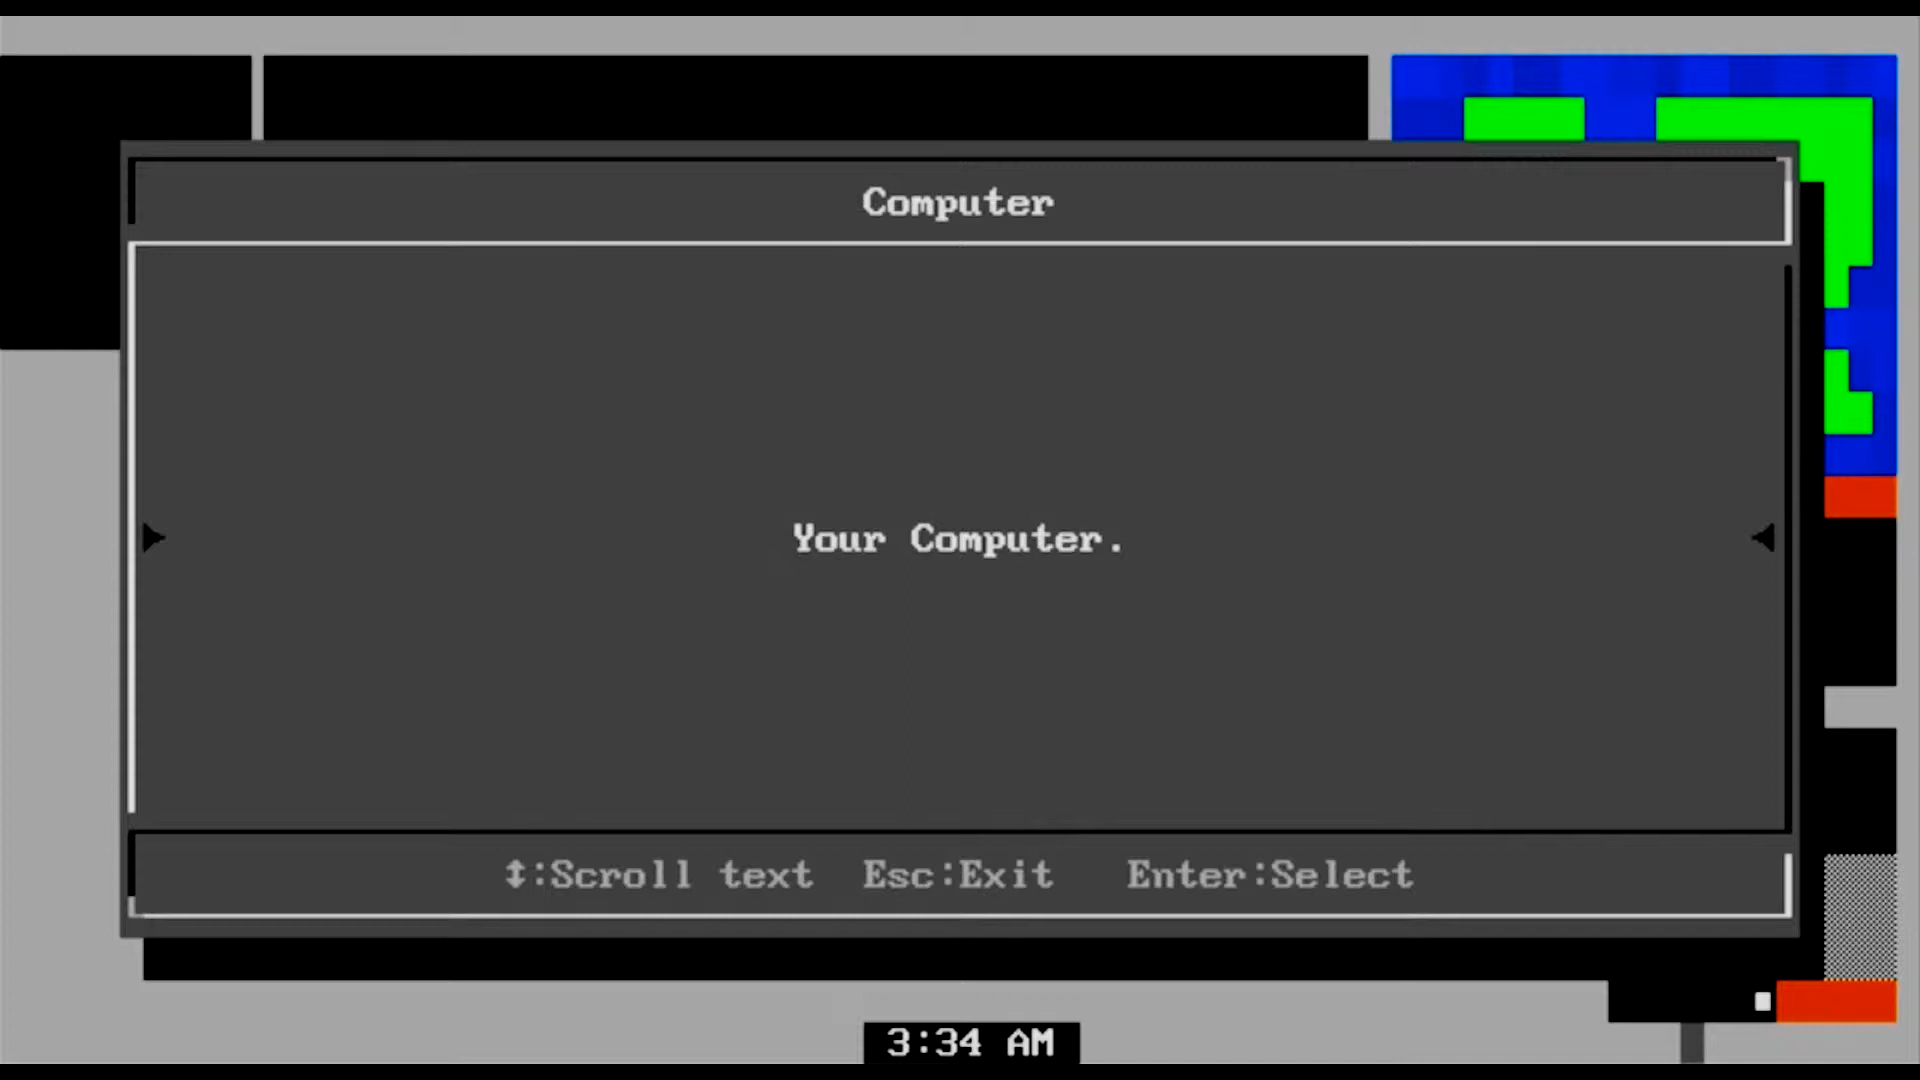 Computer
Your Computer.
↕:Scroll text Esc:Exit Enter:Select
3:34 AM